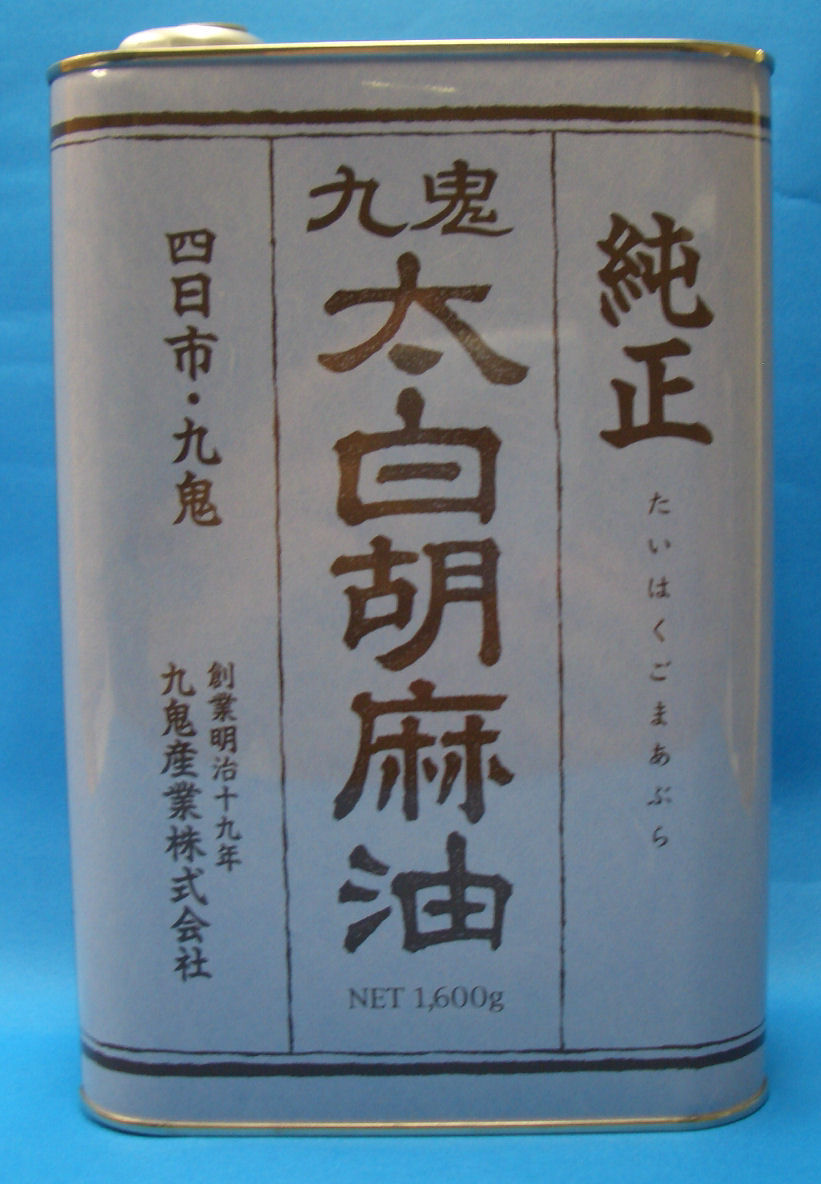 純正
たいはくごまあぶら
九鬼
太白胡麻油
NET 1,600g
四日市・九鬼
創業明治十九年
九鬼産業株式会社